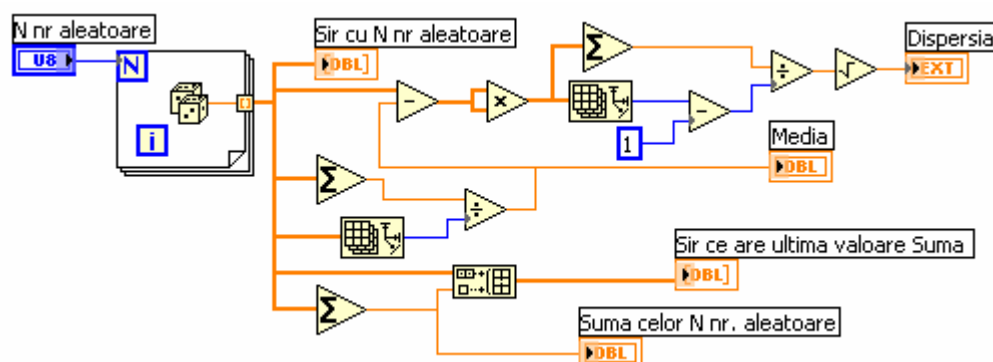 N nr aleatoare
U8
N
i
Sir cu N nr aleatoare
DBL]
Dispersia
EXT
1
Media
DBL
Sir ce are ultima valoare Suma
DBL]
Suma celor N nr. aleatoare
DBL